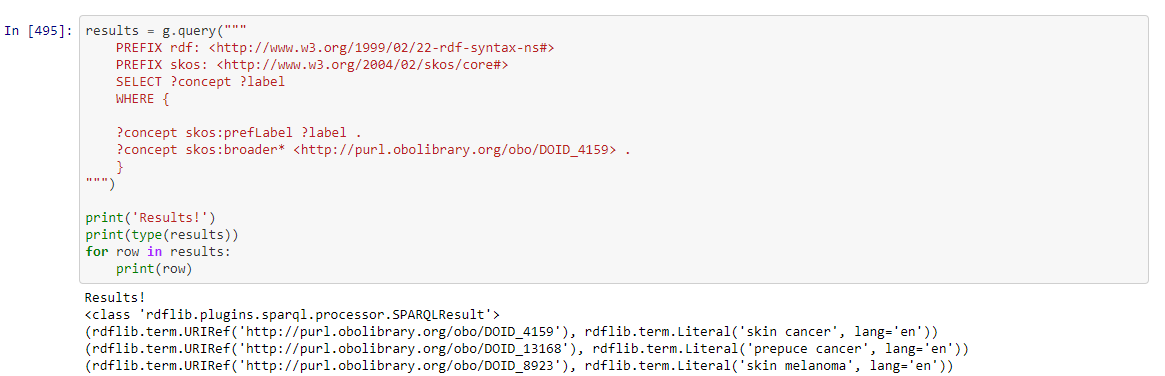 In [495]: results = g.query("""
PREFIX rdf: <http://www.w3.org/1999/02/22-rdf-syntax-ns#>
PREFIX skos: <http://www.w3.org/2004/02/skos/core#>
SELECT ?concept ?label
WHERE {
?concept skos:prefLabel ?label .
?concept skos:broader* <http://purl.obolibrary.org/obo/DOID_4159> .
}
""")
print('Results!')
print(type(results))
for row in results:
print(row)
Results!
<class 'rdflib.plugins.sparql.processor.SPARQLResult'>
(rdflib.term.URIRef('http://purl.obolibrary.org/obo/DOID_4159'), rdflib.term.Literal('skin cancer', lang='en'))
(rdflib.term.URIRef('http://purl.obolibrary.org/obo/DOID_13168'), rdflib.term.Literal('prepuce cancer', lang='en'))
(rdflib.term.URIRef('http://purl.obolibrary.org/obo/DOID_8923'), rdflib.term.Literal('skin melanoma', lang='en'))